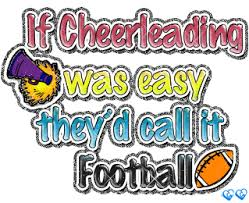 If Cheerleading
was easy
they'd call it
Football